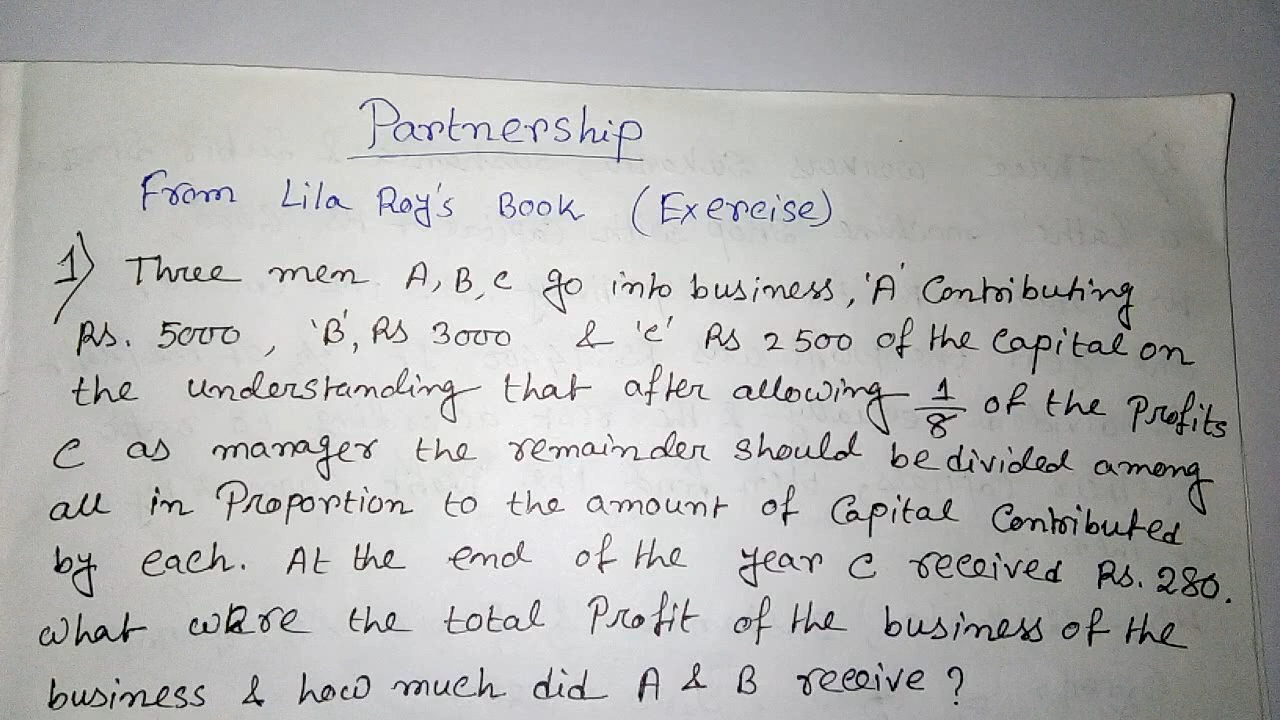 Partnership
From Lila Roy's Book (Exercise)
1) Three men A, B, C go into business, 'A' Contributing
Rs. 5000, 'B', Rs 3000 & 'C' Rs 2500 of the Capital on
the understanding that after allowing 1/8 of the Profits
C as manager the remainder should be divided among
all in Proportion to the amount of Capital Contributed
by each. At the end of the year C received Rs. 280.
What were the total Profit of the business of the
business & how much did A & B receive?